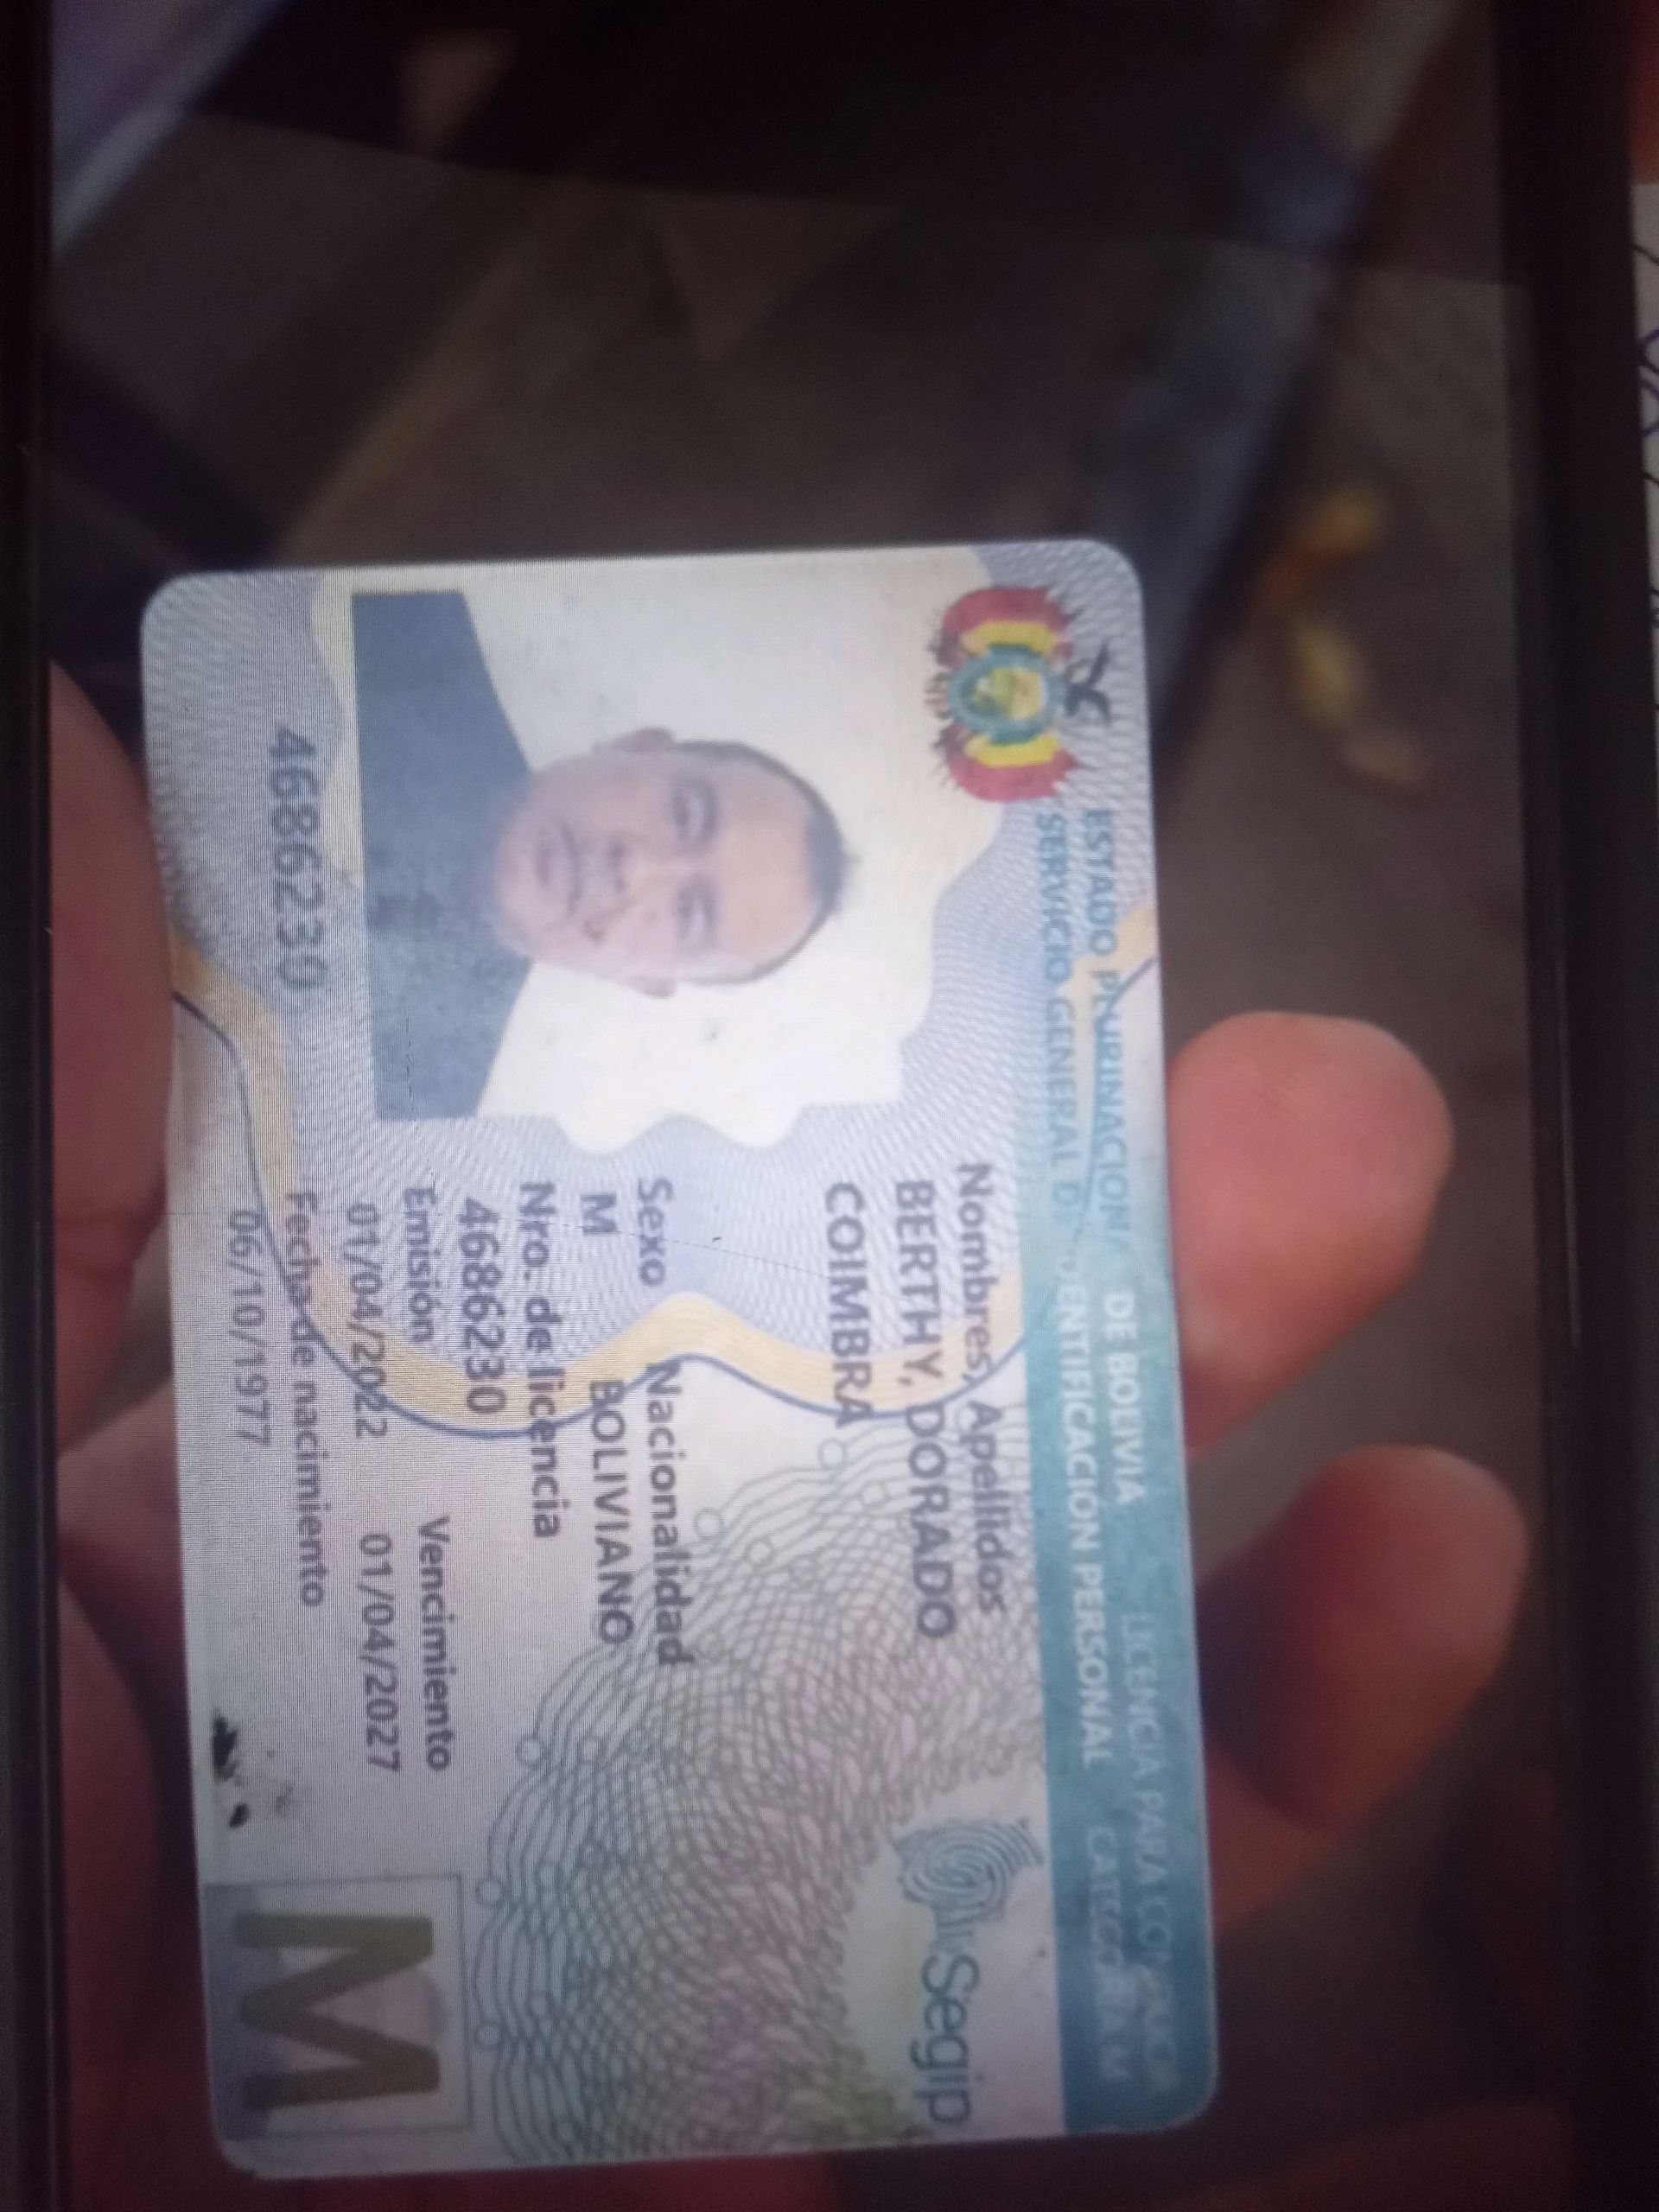 ESTADO PLURINACIONAL DE BOLIVIA
SERVICIO GENERAL DE IDENTIFICACIÓN PERSONAL
LICENCIA PARA CONDUCIR
CATEGORÍA M
Segip
Nombres, Apellidos
BERTHY, DORADO
COIMBRA
Sexo Nacionalidad
M BOLIVIANO
Nro. de licencia
4686230
Emisión Vencimiento
01/04/2022 01/04/2027
Fecha de nacimiento
06/10/1977
4686230
M